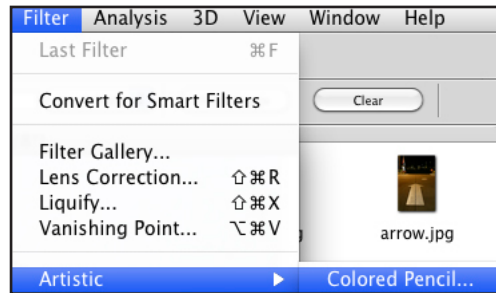 Filter Analysis 3D View Window Help
Last Filter ⌘F
Convert for Smart Filters
Clear
Filter Gallery...
Lens Correction... ⇧⌘R
Liquify... ⇧⌘X
Vanishing Point... ⌥⌘V
arrow.jpg
Artistic ▶ Colored Pencil...